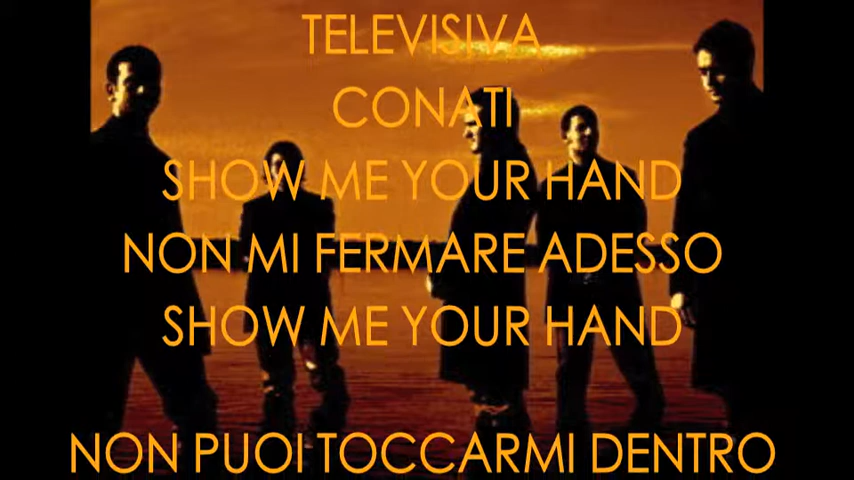 TELEVISIVA
CONATI
SHOW ME YOUR HAND
NON MI FERMARE ADESSO
SHOW ME YOUR HAND
NON PUOI TOCCARMI DENTRO